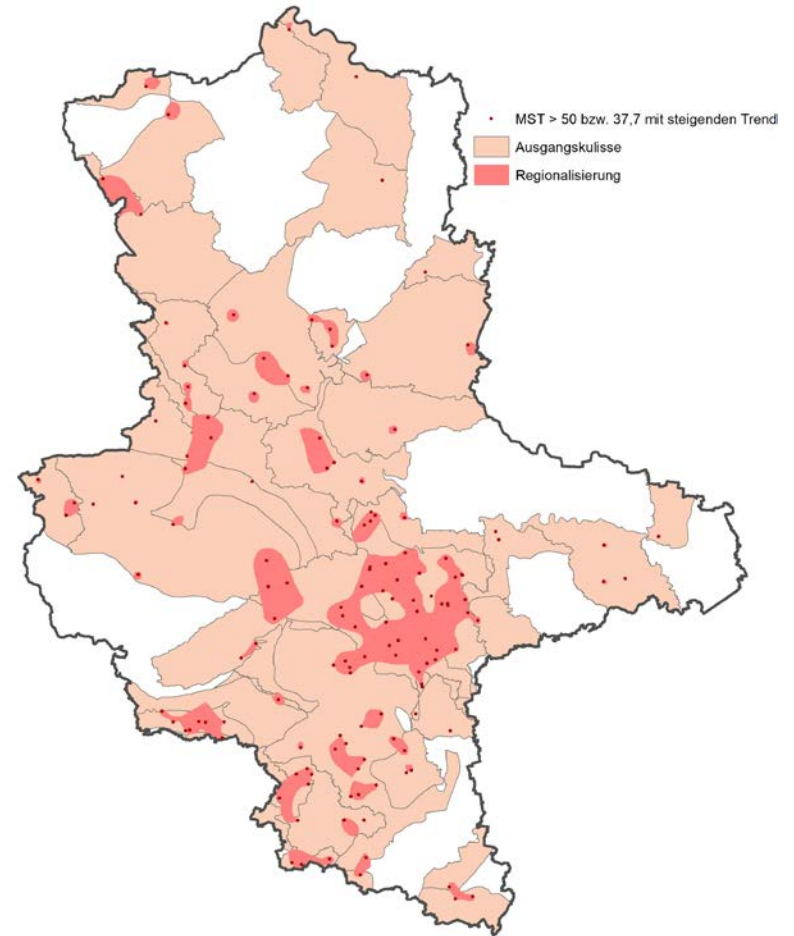 MST > 50 bzw. 37,7 mit steigenden Trend
Ausgangskulisse
Regionalisierung